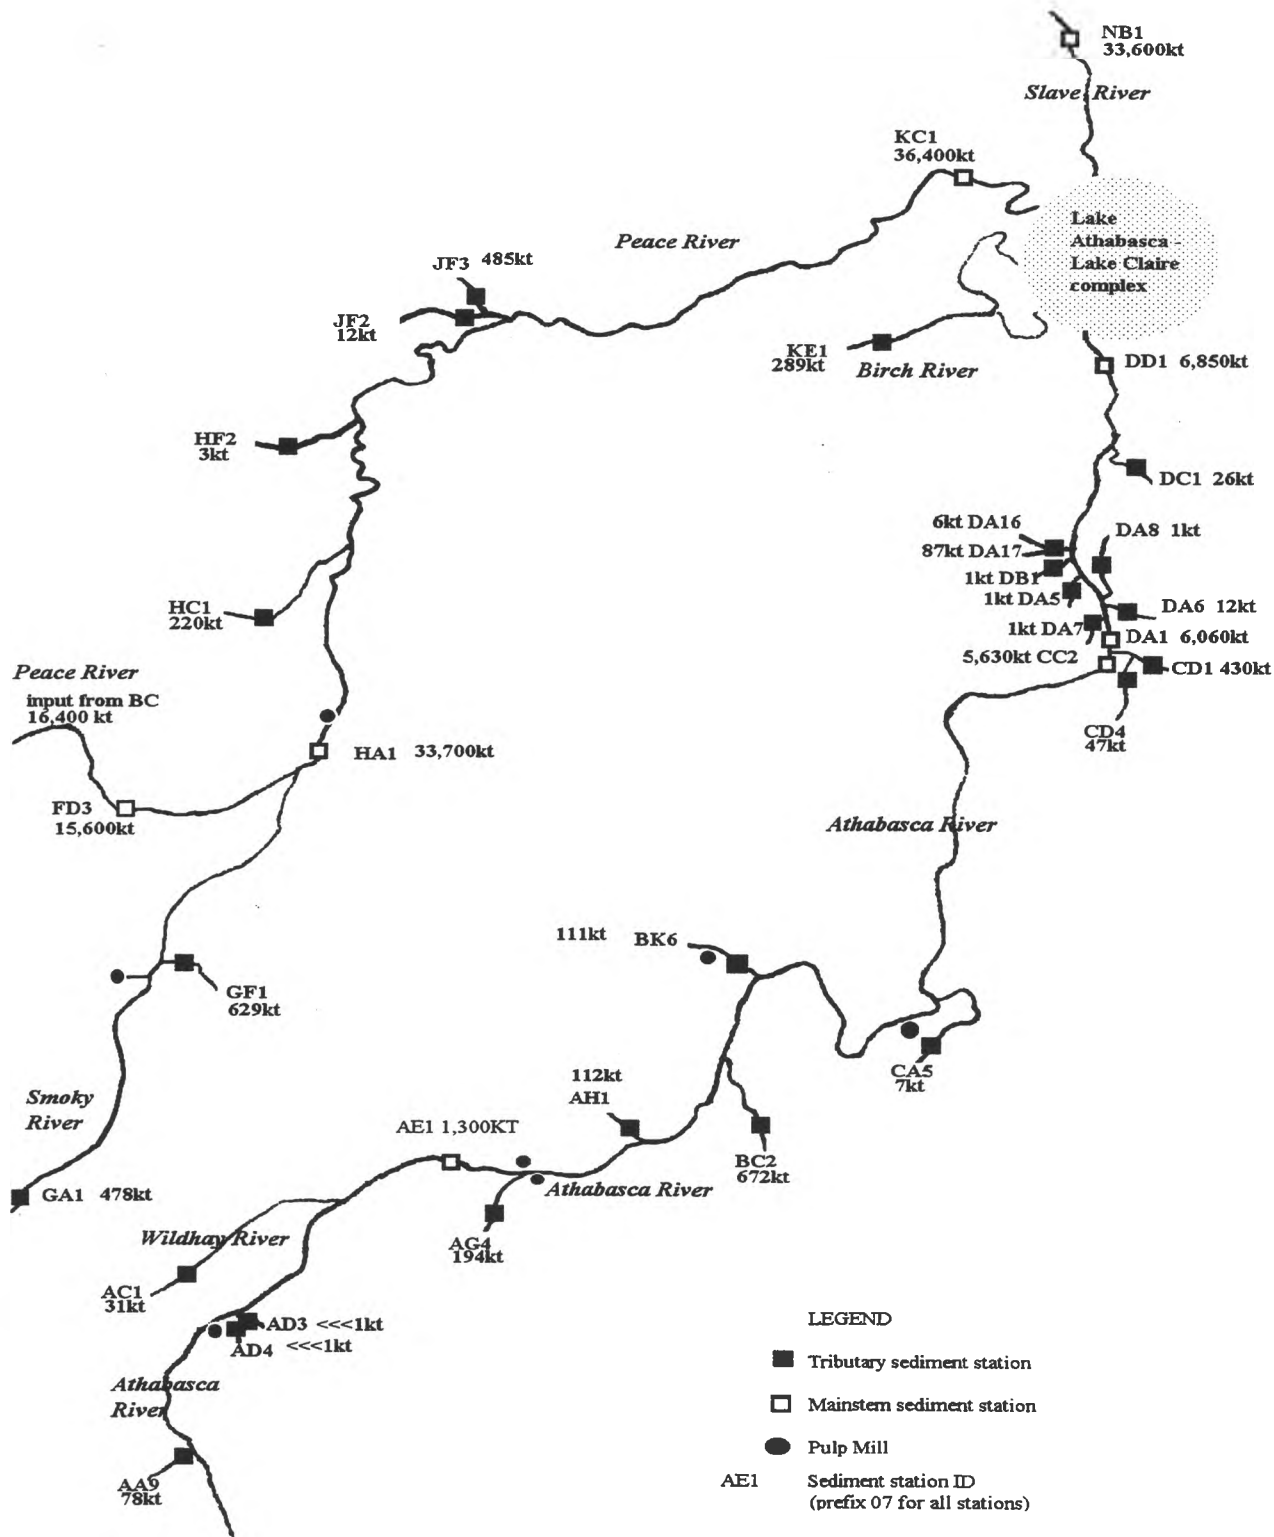 NB1
33,600kt
Slave River
KC1
36,400kt
Lake
Athabasca -
Lake Claire
complex
Peace River
JF3 485kt
JF2
12kt
KE1
289kt
Birch River
DD1 6,850kt
HF2
3kt
DC1 26kt
6kt DA16
DA8 1kt
87kt DA17
1kt DB1
1kt DA5
DA6 12kt
HC1
220kt
1kt DA7
DA1 6,060kt
5,630kt CC2
CD1 430kt
Peace River
input from BC
16,400 kt
CD4
47kt
HA1 33,700kt
FD3
15,600kt
Athabasca River
111kt BK6
GF1
629kt
CA5
7kt
112kt
AH1
Smoky
River
AE1 1,300KT
BC2
672kt
Athabasca River
GA1 478kt
Wildhay River
AG4
194kt
AC1
31kt
AD3 <<<1kt
AD4 <<<1kt
Athabasca
River
AA9
78kt
LEGEND
Tributary sediment station
Mainstem sediment station
Pulp Mill
AE1 Sediment station ID
(prefix 07 for all stations)